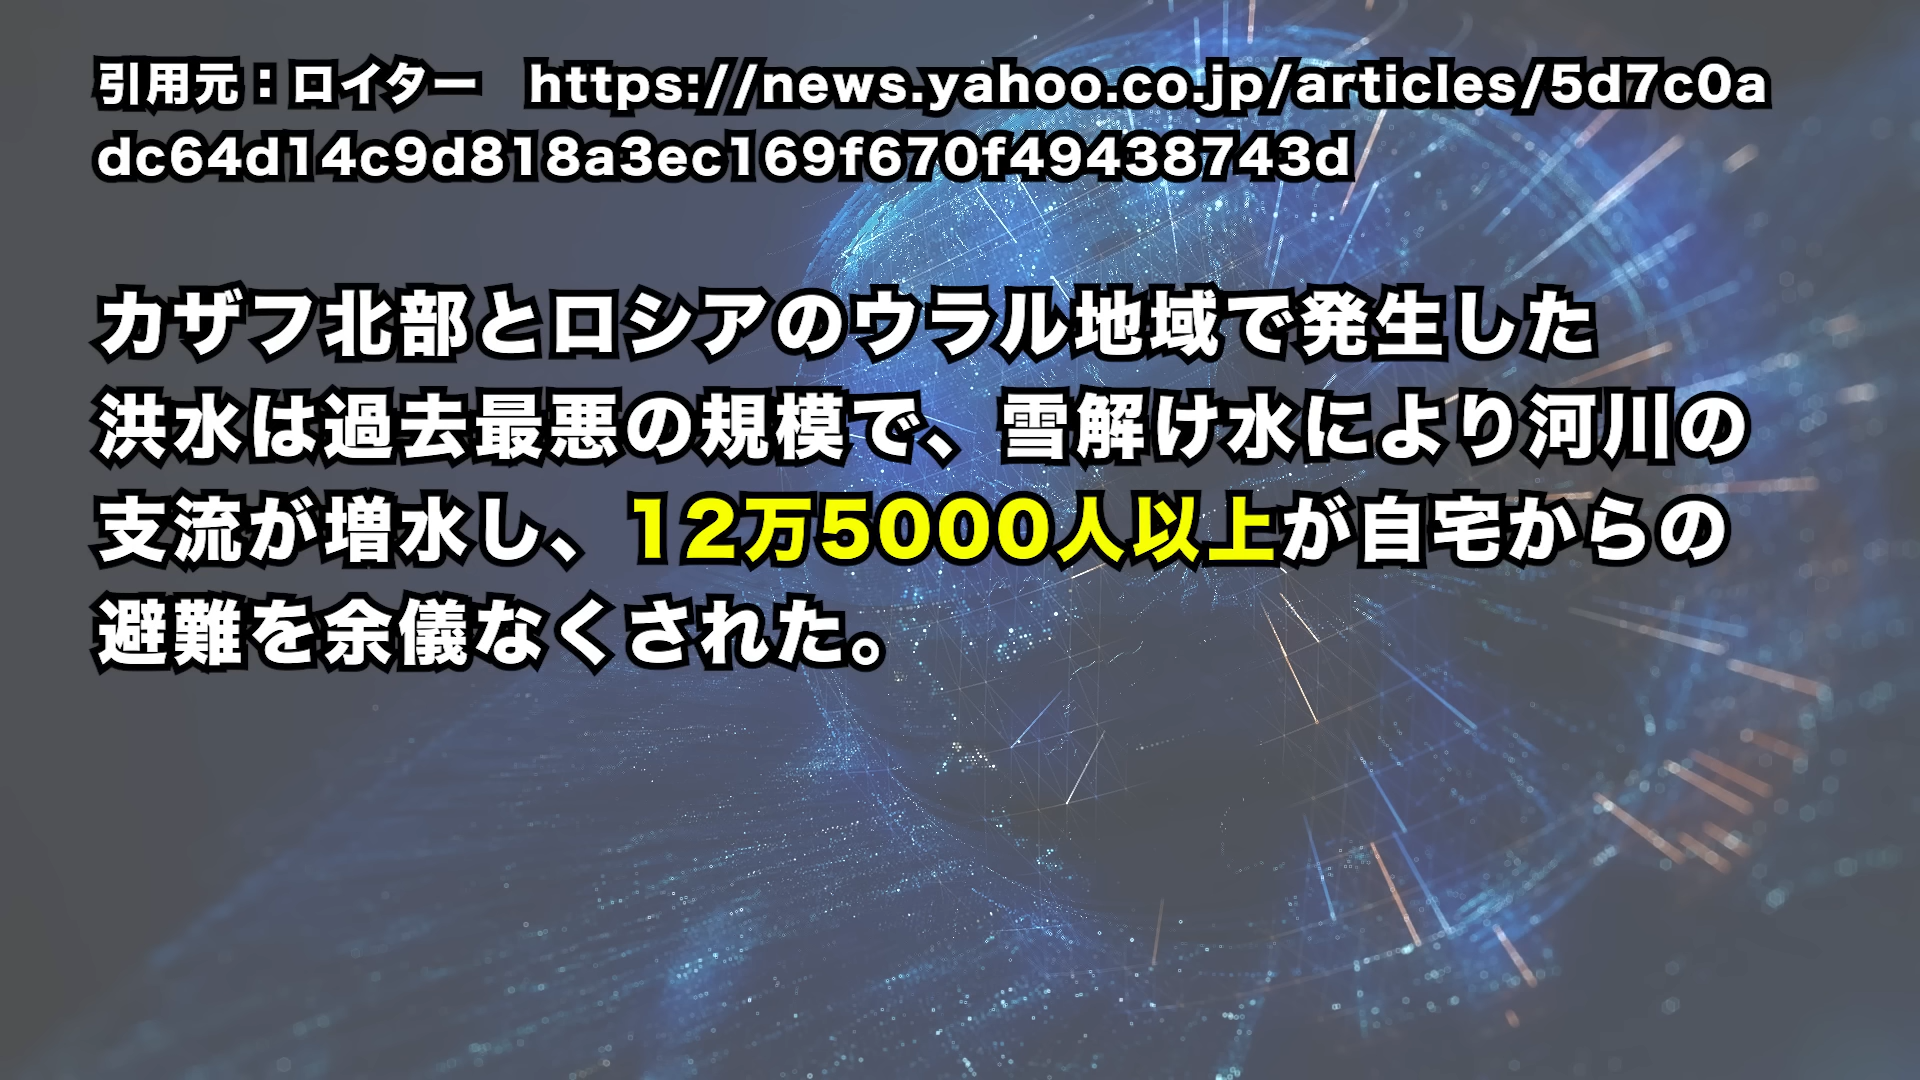 引用元：ロイター　https://news.yahoo.co.jp/articles/5d7c0a
dc64d14c9d818a3ec169f670f49438743d
カザフ北部とロシアのウラル地域で発生した
洪水は過去最悪の規模で、雪解け水により河川の
支流が増水し、12万5000人以上が自宅からの
避難を余儀なくされた。